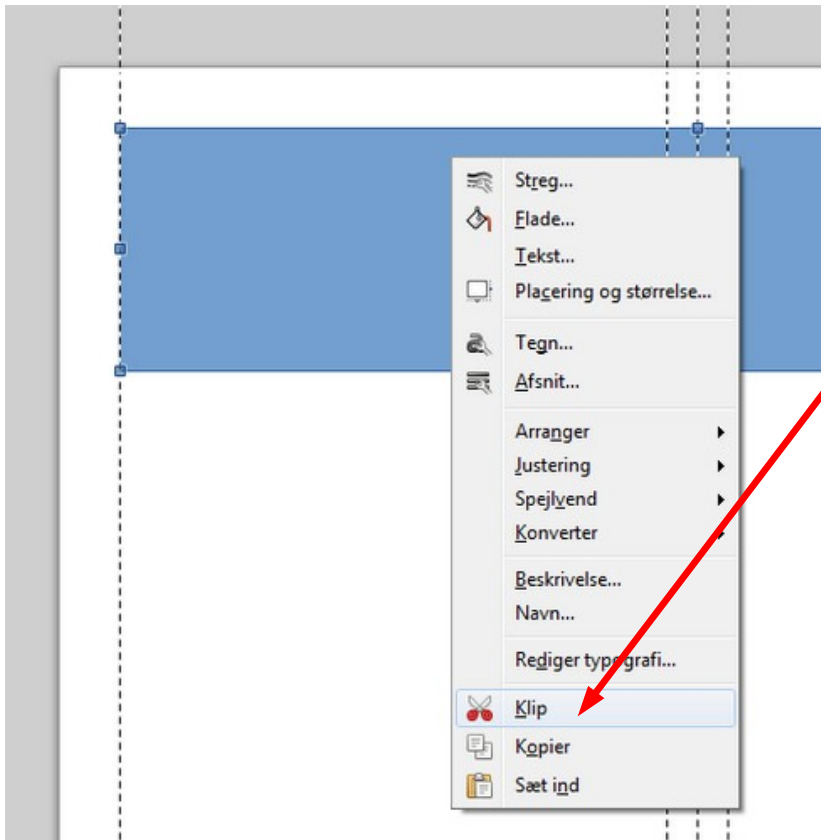 Streg...
Flade...
Tekst...
Placering og størrelse...
Tegn...
Afsnit...
Arranger
Justering
Spejlvend
Konverter
Beskrivelse...
Navn...
Rediger typografi...
Klip
Kopier
Sæt ind